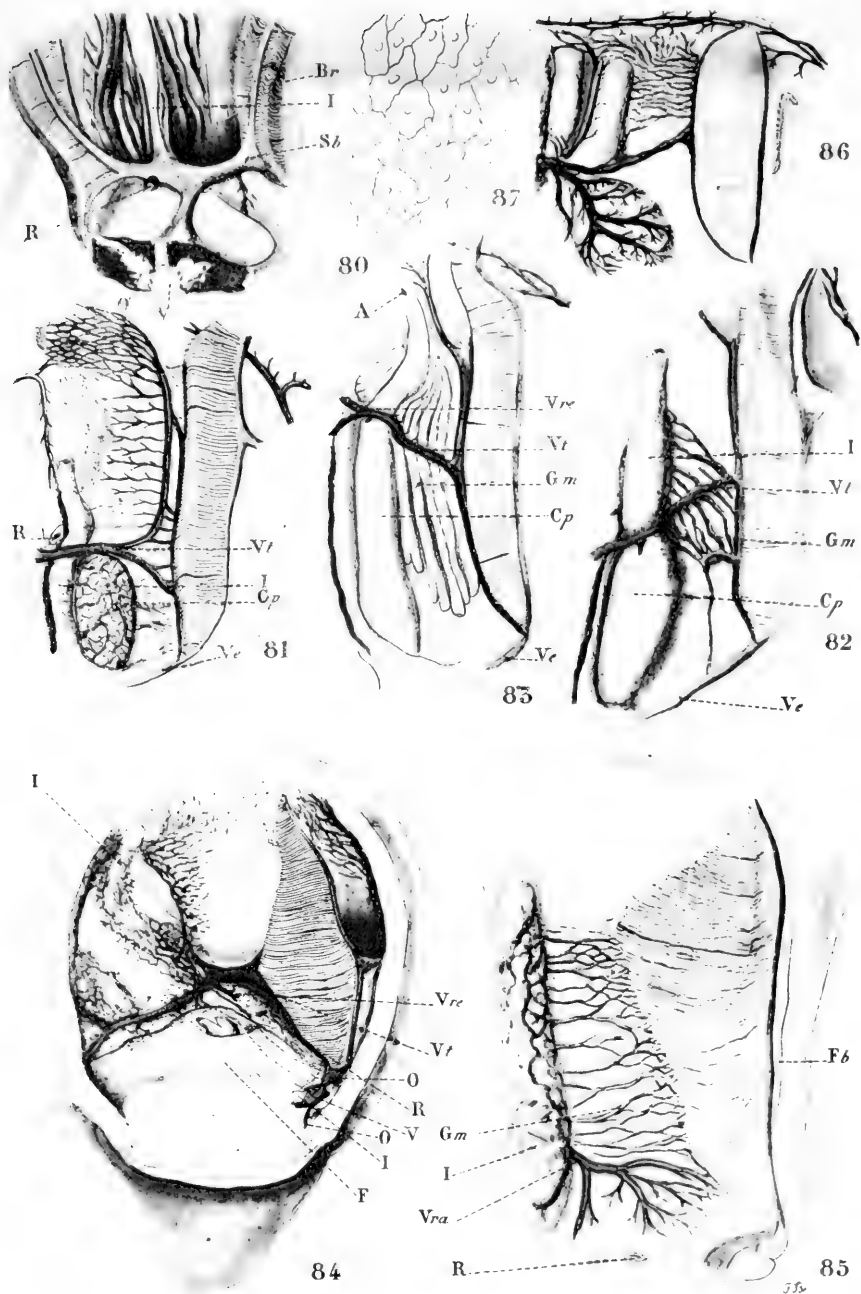 Br
I
Sb
86
87
R
80
A
O V
Vre
Vt
Gm
Cp
I
Vt
Gm
Cp
R
Vt
I
Cp
Ve
81
Ve
83
82
Ve
I
Vre
Vt
O
R
V
O
I
F
84
Fb
Gm
I
Vra
R
85